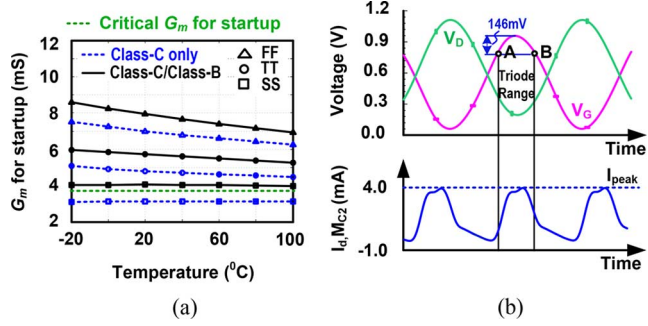 Critical Gm for startup
(a)
Class-C only
Class-C/Class-B
FF
TT
SS
Gm for startup (mS)
12
10
8
6
4
2
-20
20
60
100
Temperature (⁰C)
(a)
(b)
146mV
1.2
0.9
0.6
0.3
0.0
Voltage (V)
VD
A
B
Triode
Range
VG
Time
Ipeak
4.0
-1.0
Id,MC2 (mA)
Time
(b)